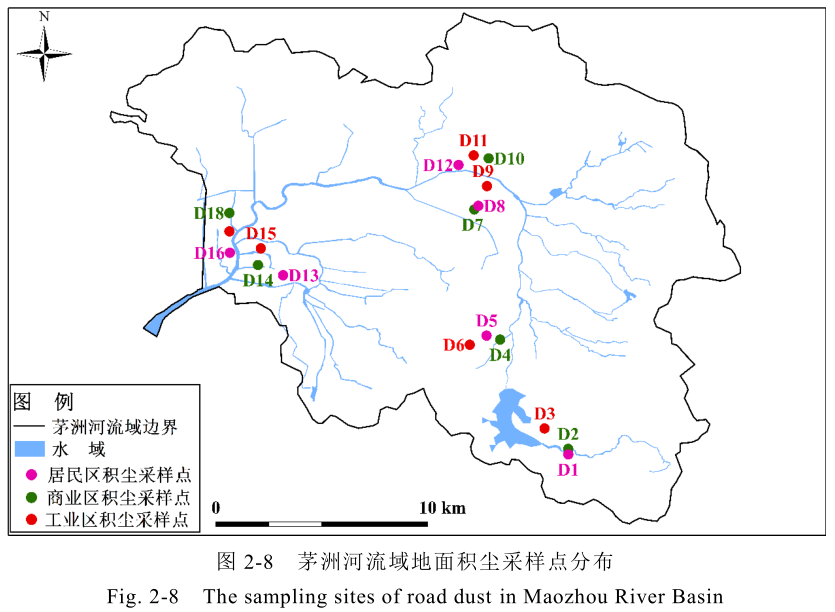 N
D11
D12
D10
D9
D8
D7
D18
D15
D16
D14
D13
D5
D6
D4
D3
D2
D1
图 例
茅洲河流域边界
水 域
居民区积尘采样点
商业区积尘采样点
工业区积尘采样点
0 10 km
图 2-8 茅洲河流域地面积尘采样点分布
Fig. 2-8 The sampling sites of road dust in Maozhou River Basin